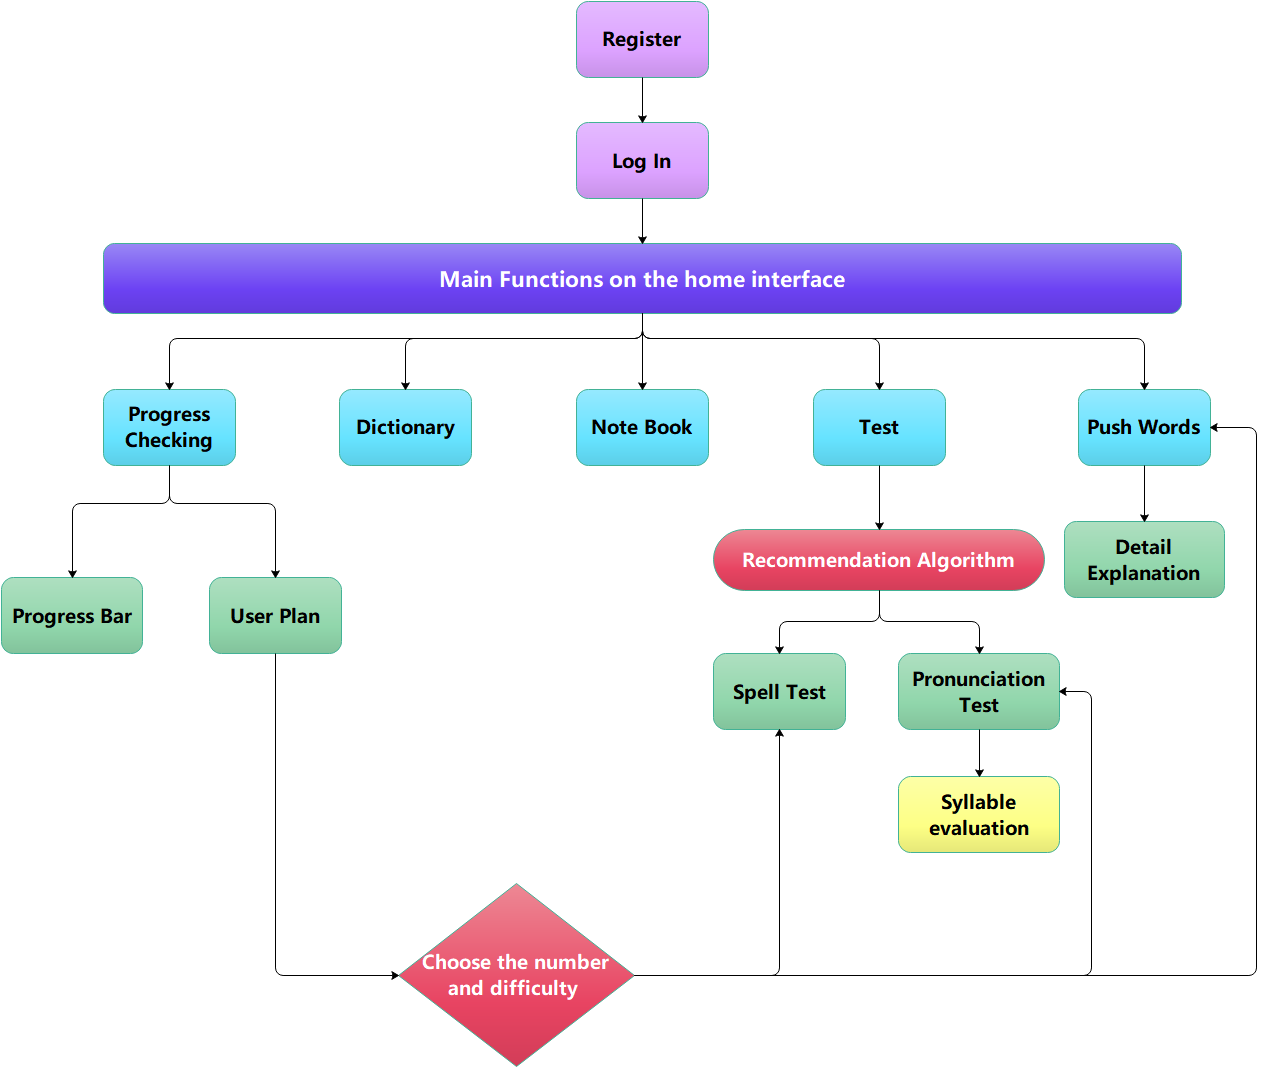 Register
Log In
Main Functions on the home interface
Progress
Checking
Dictionary
Note Book
Test
Push Words
Recommendation Algorithm
Detail
Explanation
Progress Bar
User Plan
Spell Test
Pronunciation
Test
Syllable
evaluation
Choose the number
and difficulty